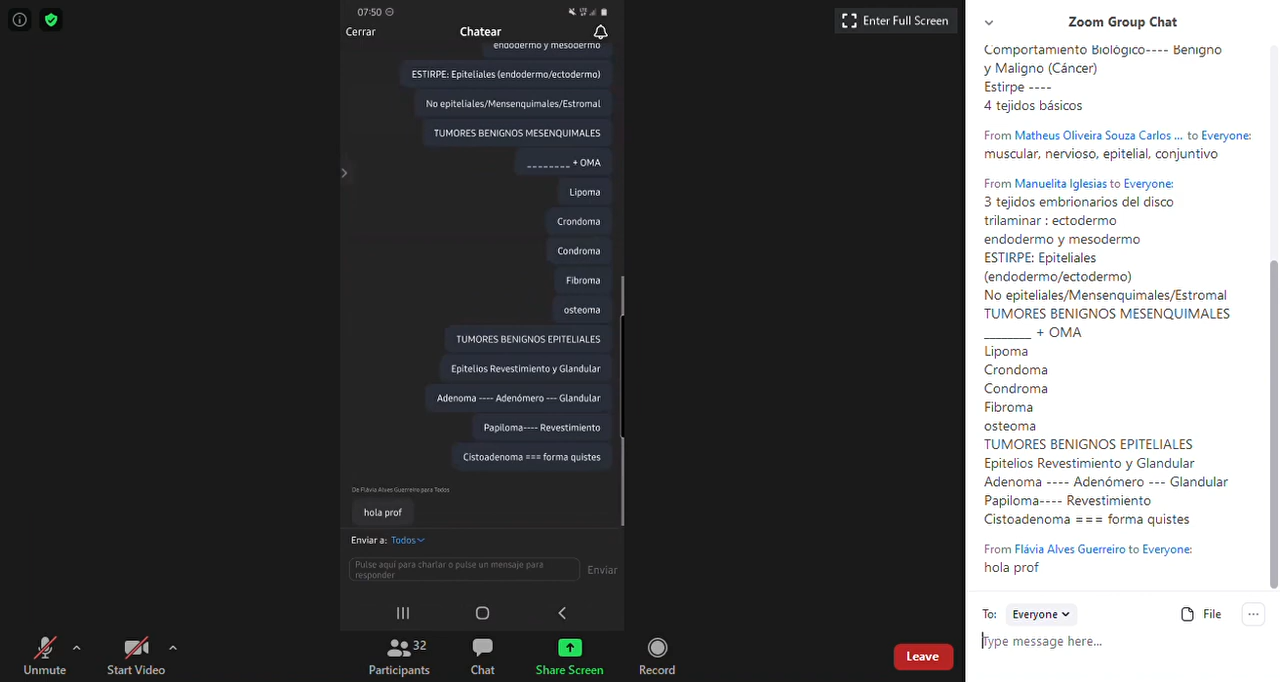 07:50
Enter Full Screen
Cerrar
Chatear
endodermo y mesodermo
ESTIRPE: Epiteliales (endodermo/ectodermo)
No epiteliales/Mensenquimales/Estromal
TUMORES BENIGNOS MESENQUIMALES
________ + OMA
Lipoma
Crondoma
Condroma
Fibroma
osteoma
TUMORES BENIGNOS EPITELIALES
Epitelios Revestimiento y Glandular
Adenoma ---- Adenómero --- Glandular
Papiloma---- Revestimiento
Cistoadenoma === forma quistes
De Flávia Alves Guerreiro para Todos
hola prof
Enviar a: Todos
Pulse aquí para charlar o pulse un mensaje para
responder
Enviar
Unmute
Start Video
32
Participants
Chat
Share Screen
Record
Leave
Zoom Group Chat
Comportamiento Biológico---- Benigno
y Maligno (Cáncer)
Estirpe ----
4 tejidos básicos
From Matheus Oliveira Souza Carlos ... to Everyone:
muscular, nervioso, epitelial, conjuntivo
From Manuelita Iglesias to Everyone:
3 tejidos embrionarios del disco
trilaminar : ectodermo
endodermo y mesodermo
ESTIRPE: Epiteliales
(endodermo/ectodermo)
No epiteliales/Mensenquimales/Estromal
TUMORES BENIGNOS MESENQUIMALES
________ + OMA
Lipoma
Crondoma
Condroma
Fibroma
osteoma
TUMORES BENIGNOS EPITELIALES
Epitelios Revestimiento y Glandular
Adenoma ---- Adenómero --- Glandular
Papiloma---- Revestimiento
Cistoadenoma === forma quistes
From Flávia Alves Guerreiro to Everyone:
hola prof
To: Everyone
File
Type message here...